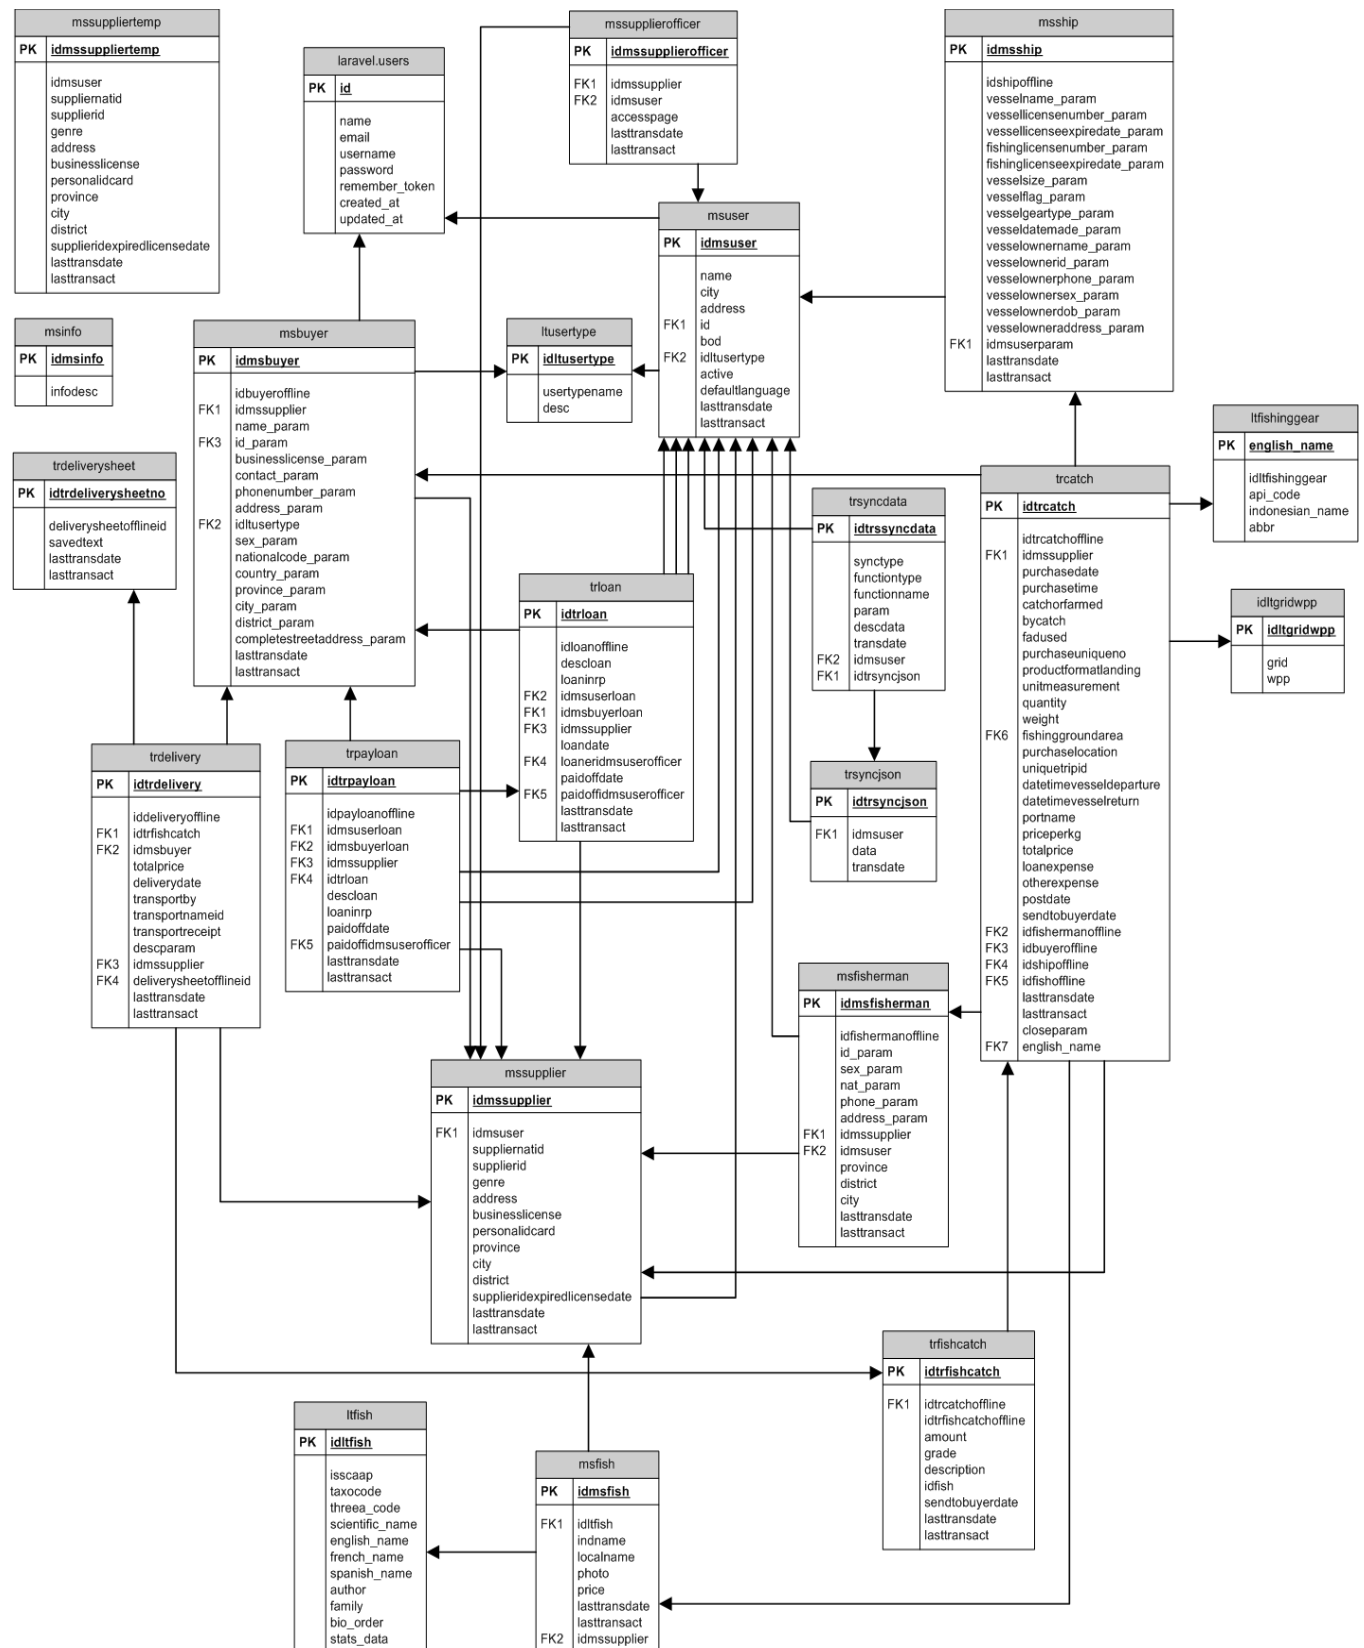 mssuppliertemp
PK idmssuppliertemp
idmsuser
suppliernatid
supplierid
genre
address
businesslicense
personalidcard
province
city
district
supplieridexpiredlicensedate
lasttransdate
lasttransact
laravel.users
PK id
name
email
username
password
remember_token
created_at
updated_at
mssupplierofficer
PK idmssupplierofficer
FK1 idmssupplier
FK2 idmsuser
accesspage
lasttransdate
lasttransact
msship
PK idmsship
idshipoffline
vesselname_param
vessellicensenumber_param
vessellicenseexpiredate_param
fishinglicensenumber_param
fishinglicenseexpiredate_param
vesselsize_param
vesselflag_param
vesselgeartype_param
vesseldatemade_param
vesselownername_param
vesselownerid_param
vesselownerphone_param
vesselownersex_param
vesselownerdob_param
vesselowneraddress_param
FK1 idmsuserparam
lasttransdate
lasttransact
msuser
PK idmsuser
name
city
address
FK1 id
bod
FK2 idltusertype
active
defaultlanguage
lasttransdate
lasttransact
msinfo
PK idmsinfo
infodesc
msbuyer
PK idmsbuyer
idbuyeroffline
FK1 idmssupplier
name_param
FK3 id_param
businesslicense_param
contact_param
phonenumber_param
address_param
FK2 idltusertype
sex_param
nationalcode_param
country_param
province_param
city_param
district_param
completestreetaddress_param
lasttransdate
lasttransact
ltusertype
PK idltusertype
usertypename
desc
ltfishinggear
PK english_name
idltfishinggear
api_code
indonesian_name
abbr
trdeliverysheet
PK idtrdeliverysheetno
deliverysheetofflineid
savedtext
lasttransdate
lasttransact
trsyncdata
PK idtrssyncdata
synctype
functiontype
functionname
param
descdata
transdate
FK2 idmsuser
FK1 idtrsyncjson
trcatch
PK idtrcatch
idtrcatchoffline
FK1 idmssupplier
purchasedate
purchasetime
catchorfarmed
bycatch
fadused
purchaseuniqueno
productformatlanding
unitmeasurement
quantity
weight
FK6 fishinggroundarea
purchaselocation
uniquetripid
datetimevesseldeparture
datetimevesselreturn
portname
priceperkg
totalprice
loanexpense
otherexpense
postdate
sendtobuyerdate
FK2 idfishermanoffline
FK3 idbuyeroffline
FK4 idshipoffline
FK5 idfishoffline
lasttransdate
lasttransact
closeparam
FK7 english_name
idltgridwpp
PK idltgridwpp
grid
wpp
trloan
PK idtrloan
idloanoffline
descloan
loaninrp
FK2 idmsuserloan
FK1 idmsbuyerloan
FK3 idmssupplier
loandate
FK4 loaneridmsuserofficer
paidoffdate
FK5 paidoffidmsuserofficer
lasttransdate
lasttransact
trdelivery
PK idtrdelivery
iddeliveryoffline
FK1 idtrfishcatch
FK2 idmsbuyer
totalprice
deliverydate
transportby
transportnameid
transportreceipt
descparam
FK3 idmssupplier
FK4 deliverysheetofflineid
lasttransdate
lasttransact
trpayloan
PK idtrpayloan
idpayloanoffline
FK1 idmsuserloan
FK2 idmsbuyerloan
FK3 idmssupplier
FK4 idtrloan
descloan
loaninrp
paidoffdate
FK5 paidoffidmsuserofficer
lasttransdate
lasttransact
trsyncjson
PK idtrsyncjson
FK1 idmsuser
data
transdate
msfisherman
PK idmsfisherman
idfishermanoffline
id_param
sex_param
nat_param
phone_param
address_param
FK1 idmssupplier
FK2 idmsuser
province
district
city
lasttransdate
lasttransact
mssupplier
PK idmssupplier
FK1 idmsuser
suppliernatid
supplierid
genre
address
businesslicense
personalidcard
province
city
district
supplieridexpiredlicensedate
lasttransdate
lasttransact
trfishcatch
PK idtrfishcatch
FK1 idtrcatchoffline
idtrfishcatchoffline
amount
grade
description
idfish
sendtobuyerdate
lasttransdate
lasttransact
ltfish
PK idltfish
isscaap
taxocode
threea_code
scientific_name
english_name
french_name
spanish_name
author
family
bio_order
stats_data
msfish
PK idmsfish
FK1 idltfish
indname
localname
photo
price
lasttransdate
lasttransact
FK2 idmssupplier